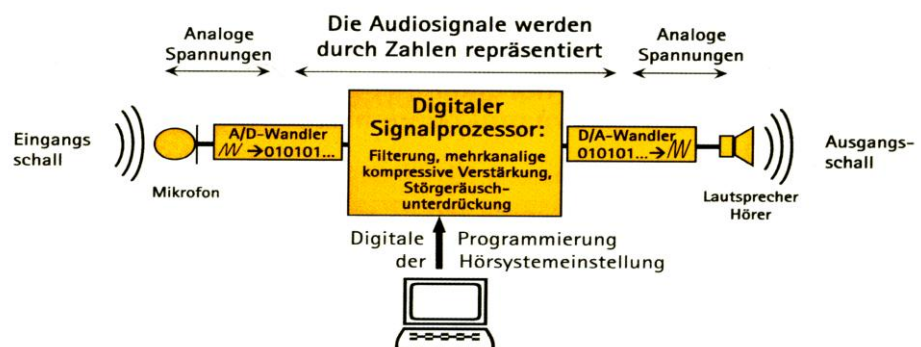 Analoge
Spannungen
Die Audiosignale werden
durch Zahlen repräsentiert
Analoge
Spannungen
Eingangs
schall
Mikrofon
A/D-Wandler
→010101...
Digitaler
Signalprozessor:
Filterung, mehrkanalige
kompressive Verstärkung,
Störgeräusch-
unterdrückung
D/A-Wandler
010101...→
Lautsprecher
Hörer
Ausgangs-
schall
Digitale Programmierung
der Hörsystemeinstellung